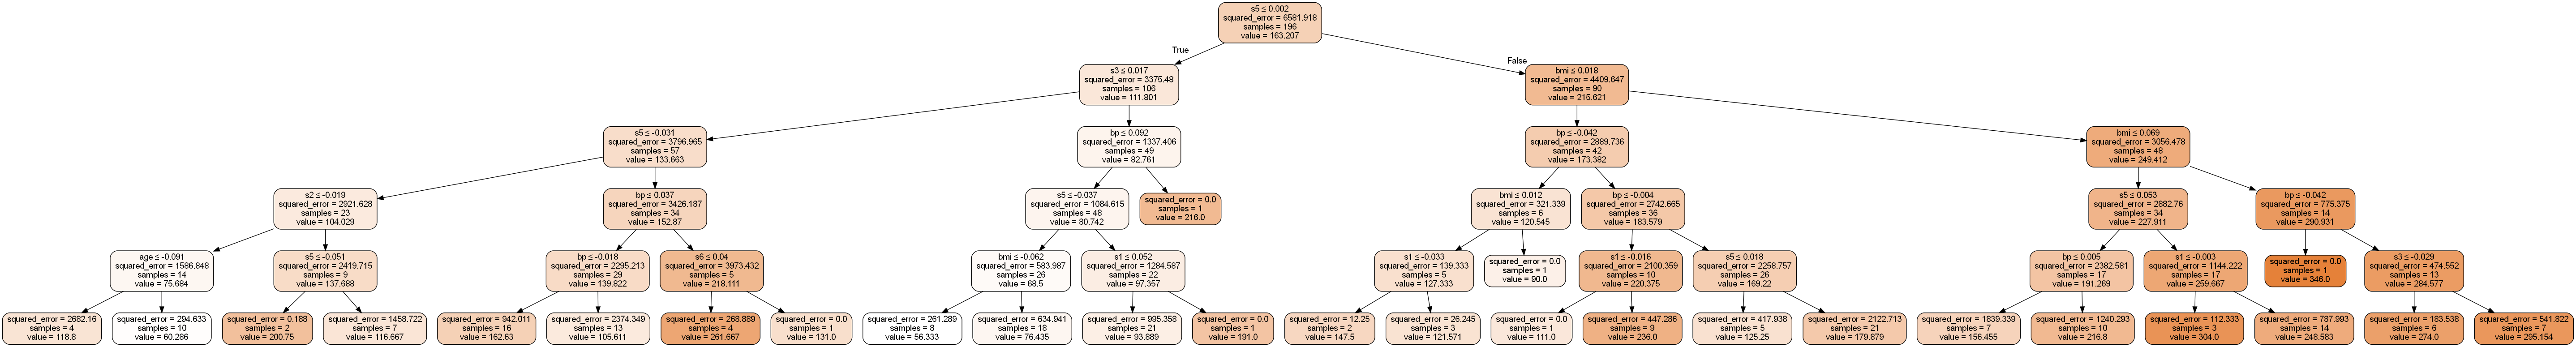 s5 ≤ 0.002
squared_error = 6581.918
samples = 196
value = 163.207
True
False
s3 ≤ 0.017
squared_error = 3375.48
samples = 106
value = 111.801
bmi ≤ 0.018
squared_error = 4409.647
samples = 90
value = 215.621
s5 ≤ -0.031
squared_error = 3796.965
samples = 57
value = 133.663
bp ≤ 0.092
squared_error = 1337.406
samples = 49
value = 82.761
bp ≤ -0.042
squared_error = 2889.736
samples = 42
value = 173.382
bmi ≤ 0.069
squared_error = 3056.478
samples = 48
value = 249.412
s2 ≤ -0.019
squared_error = 2921.628
samples = 23
value = 104.029
bp ≤ 0.037
squared_error = 3426.187
samples = 34
value = 152.87
s5 ≤ -0.037
squared_error = 1084.615
samples = 48
value = 80.742
squared_error = 0.0
samples = 1
value = 216.0
bmi ≤ 0.012
squared_error = 321.339
samples = 6
value = 120.545
bp ≤ -0.004
squared_error = 2742.665
samples = 36
value = 183.579
s5 ≤ 0.053
squared_error = 2882.76
samples = 34
value = 227.911
bp ≤ -0.042
squared_error = 775.375
samples = 14
value = 290.931
age ≤ -0.091
squared_error = 1586.848
samples = 14
value = 75.684
s5 ≤ -0.051
squared_error = 2419.715
samples = 9
value = 137.688
bp ≤ -0.018
squared_error = 2295.213
samples = 29
value = 139.822
s6 ≤ 0.04
squared_error = 3973.432
samples = 5
value = 218.111
bmi ≤ -0.062
squared_error = 583.987
samples = 26
value = 68.5
s1 ≤ 0.052
squared_error = 1284.587
samples = 22
value = 97.357
s1 ≤ -0.033
squared_error = 139.333
samples = 5
value = 127.333
squared_error = 0.0
samples = 1
value = 90.0
s1 ≤ -0.016
squared_error = 2100.359
samples = 10
value = 220.375
s5 ≤ 0.018
squared_error = 2258.757
samples = 26
value = 169.22
bp ≤ 0.005
squared_error = 2382.581
samples = 17
value = 191.269
s1 ≤ -0.003
squared_error = 1144.222
samples = 17
value = 259.667
squared_error = 0.0
samples = 1
value = 346.0
s3 ≤ -0.029
squared_error = 474.552
samples = 13
value = 284.577
squared_error = 2682.16
samples = 4
value = 118.8
squared_error = 294.633
samples = 10
value = 60.286
squared_error = 0.188
samples = 2
value = 200.75
squared_error = 1458.722
samples = 7
value = 116.667
squared_error = 942.011
samples = 16
value = 162.63
squared_error = 2374.349
samples = 13
value = 105.611
squared_error = 268.889
samples = 4
value = 261.667
squared_error = 0.0
samples = 1
value = 131.0
squared_error = 261.289
samples = 8
value = 56.333
squared_error = 634.941
samples = 18
value = 76.435
squared_error = 995.358
samples = 21
value = 93.889
squared_error = 0.0
samples = 1
value = 191.0
squared_error = 12.25
samples = 2
value = 147.5
squared_error = 26.245
samples = 3
value = 121.571
squared_error = 0.0
samples = 1
value = 111.0
squared_error = 447.286
samples = 9
value = 236.0
squared_error = 417.938
samples = 5
value = 125.25
squared_error = 2122.713
samples = 21
value = 179.879
squared_error = 1839.339
samples = 7
value = 156.455
squared_error = 1240.293
samples = 10
value = 216.8
squared_error = 112.333
samples = 3
value = 304.0
squared_error = 787.993
samples = 14
value = 248.583
squared_error = 183.538
samples = 6
value = 274.0
squared_error = 541.822
samples = 7
value = 295.154